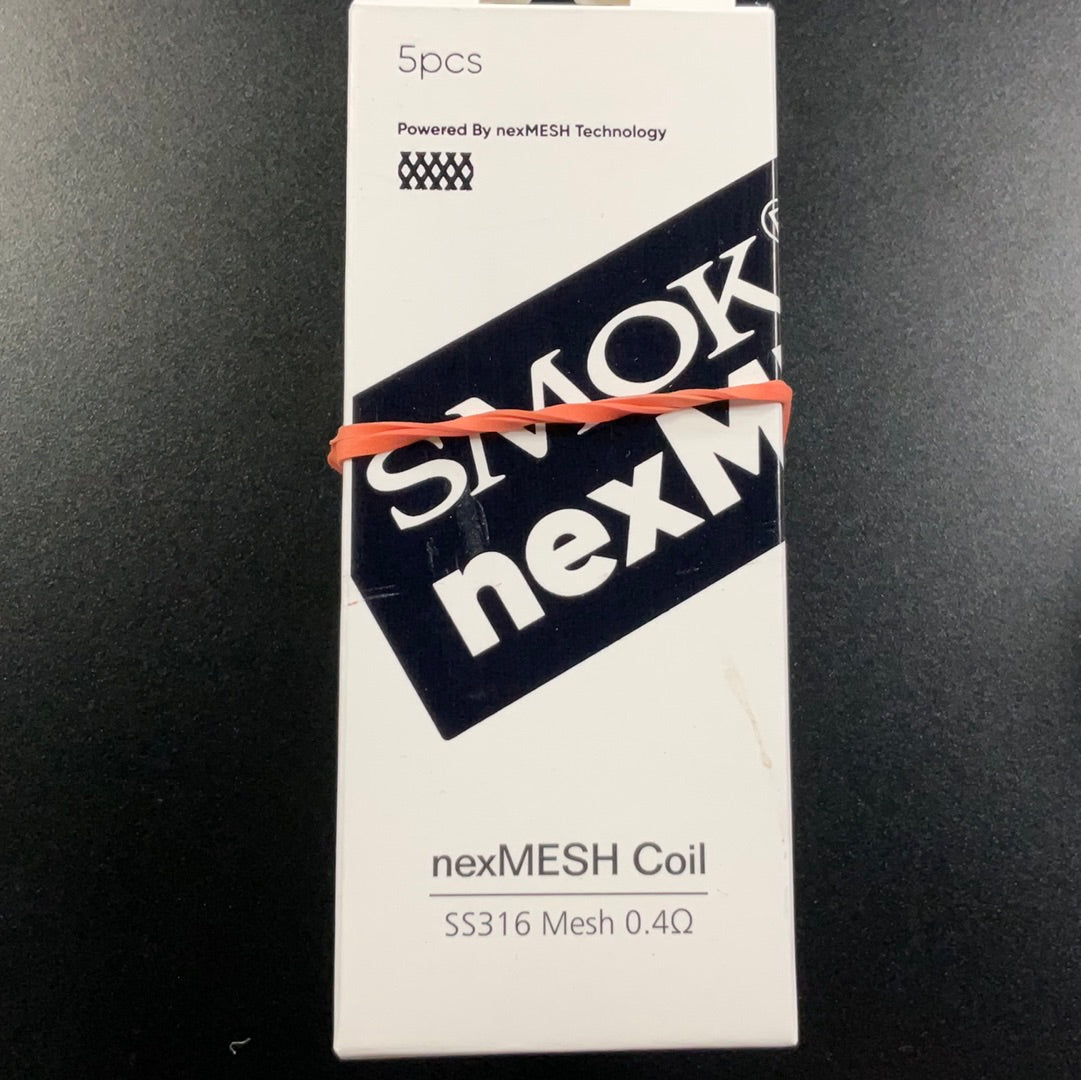 5pcs
Powered By nexMESH Technology
SMOK®
nexM
nexMESH Coil
SS316 Mesh 0.4Ω